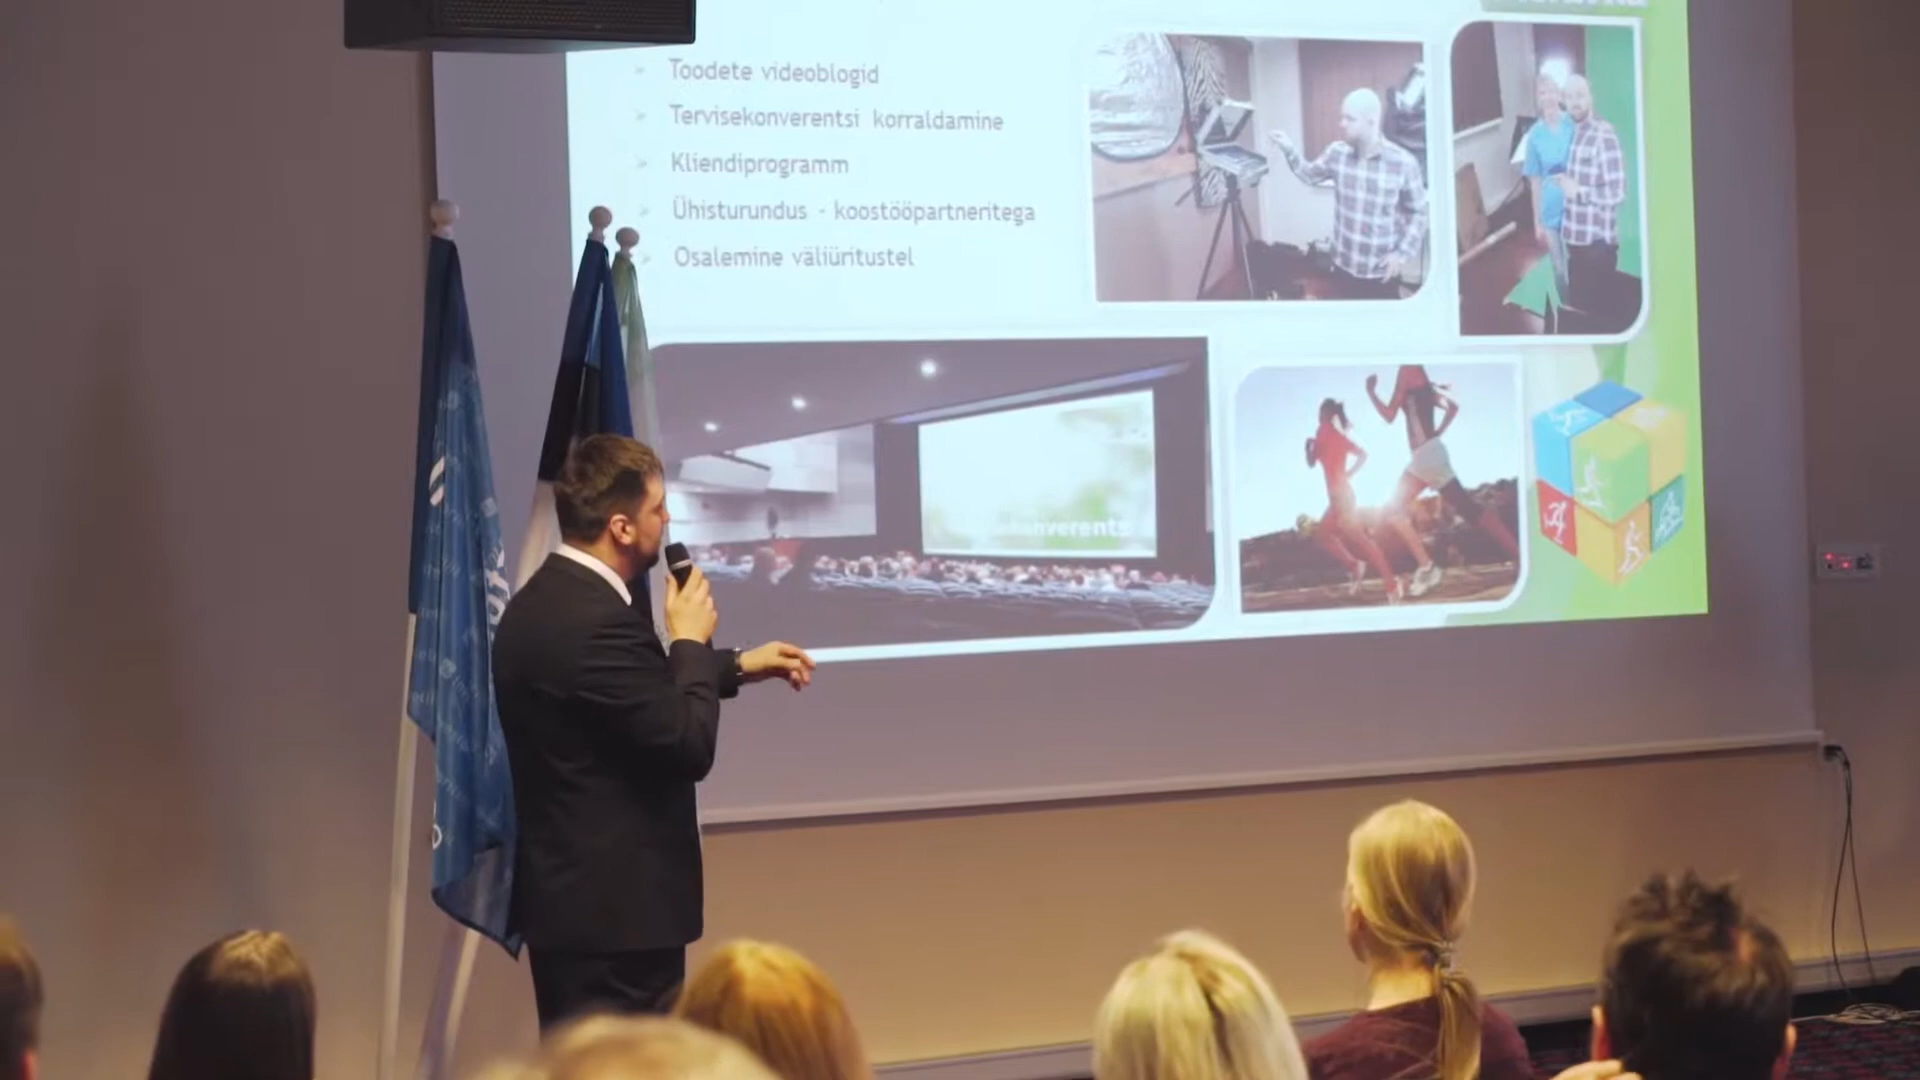 Toodete videoblogid
Tervisekonverentsi korraldamine
Kliendiprogramm
Ühisturundus - koostööpartneritega
Osalemine väliüritustel